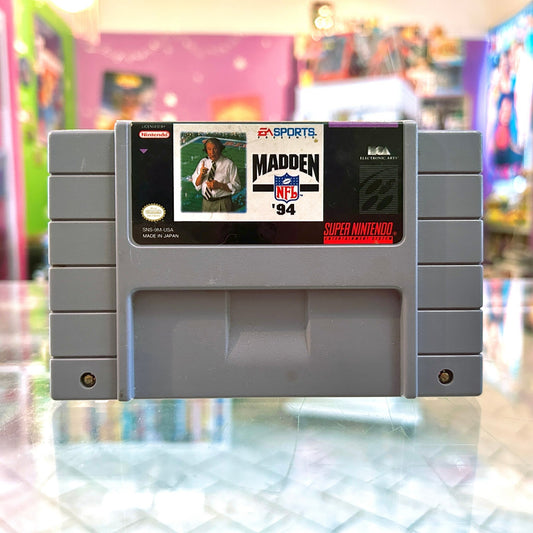 LICENSED BY
Nintendo
EA SPORTS
PRESENTS
MADDEN
NFL
'94
ELECTRONIC ARTS
SNS-9M-USA
MADE IN JAPAN
SUPER NINTENDO
ENTERTAINMENT SYSTEM